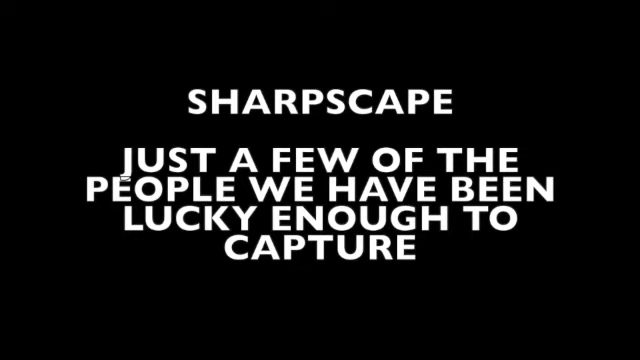 SHARPSCAPE
JUST A FEW OF THE
PEOPLE WE HAVE BEEN
LUCKY ENOUGH TO
CAPTURE